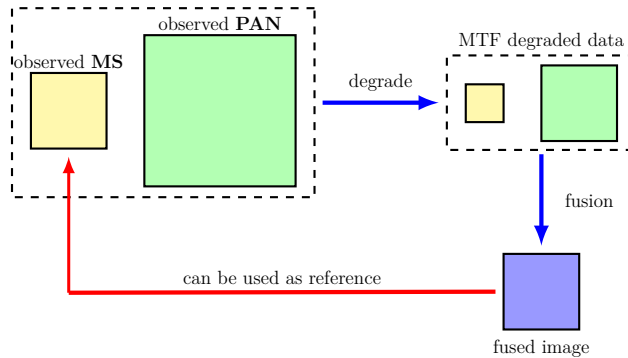 observed PAN
observed MS
MTF degraded data
degrade
fusion
can be used as reference
fused image